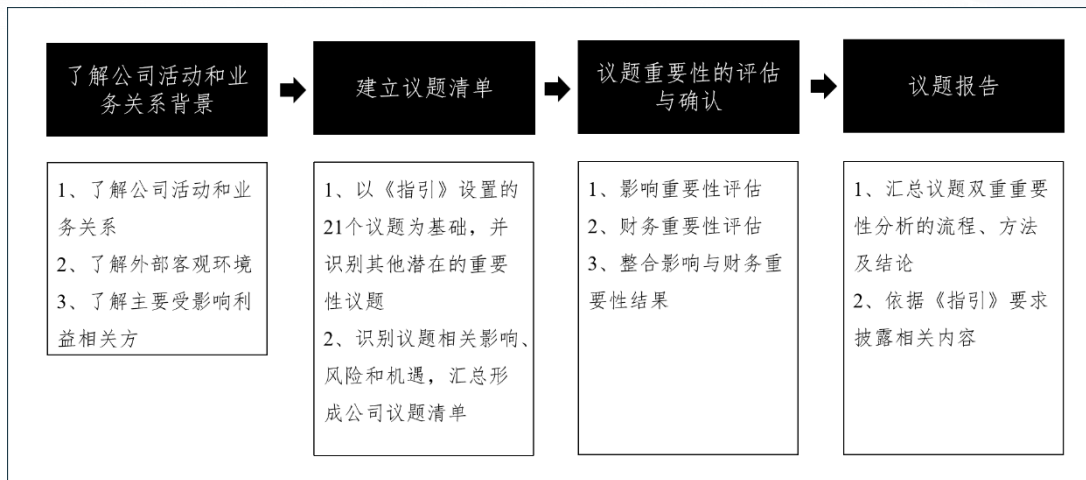 了解公司活动和业
务关系背景
建立议题清单
议题重要性的评估
与确认
议题报告
1、了解公司活动和业
务关系
2、了解外部客观环境
3、了解主要受影响利
益相关方
1、以《指引》设置的
21个议题为基础，并
识别其他潜在的重要
性议题
2、识别议题相关影响、
风险和机遇，汇总形
成公司议题清单
1、影响重要性评估
2、财务重要性评估
3、整合影响与财务重
要性结果
1、汇总议题双重重要
性分析的流程、方法
及结论
2、依据《指引》要求
披露相关内容